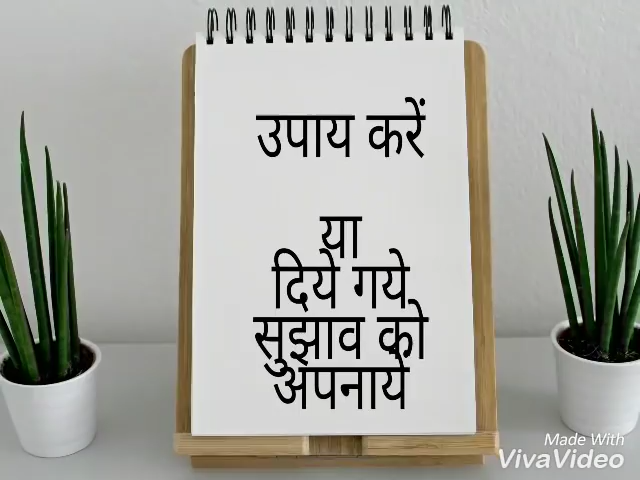 उपाय करें
या
दिये गये
सुझाव को
अपनाये
Made With
VivaVideo